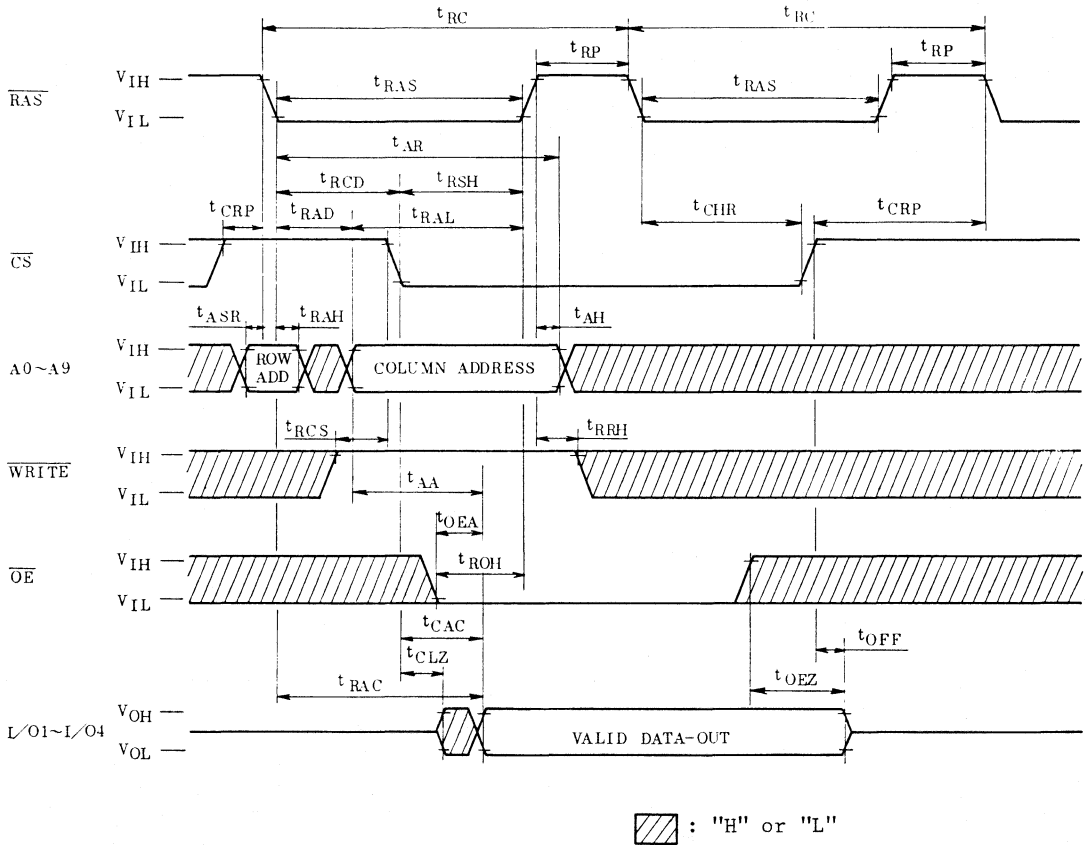 tRC tRC
tRP tRP
RAS VIH VIL
tRAS tRAS
tAR
tRCD tRSH
tCRP tRAD tRAL tCHR tCRP
CS VIH VIL
tASR tRAH tAH
A0~A9 VIH VIL
ROW ADD
COLUMN ADDRESS
tRCS tRRH
WRITE VIH VIL
tAA
tOEA
OE VIH VIL
tROH
tCAC
tCLZ tOFF
tRAC tOEZ
I/O1~I/O4 VOH VOL
VALID DATA-OUT
: "H" or "L"